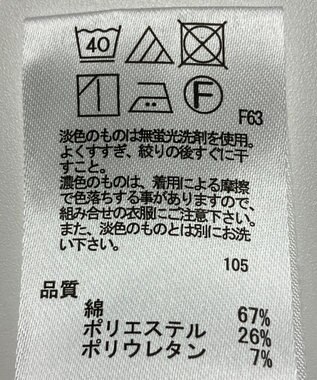 40
F
F63
淡色のものは無蛍光洗剤を使用。
よくすすぎ、絞りの後すぐに干
すこと。
濃色のものは、着用による摩擦
で色落ちする事がありますので、
組み合せの衣服にご注意下さい。
また、淡色のものとは別にお洗
い下さい。
105
品質
綿 67%
ポリエステル 26%
ポリウレタン 7%